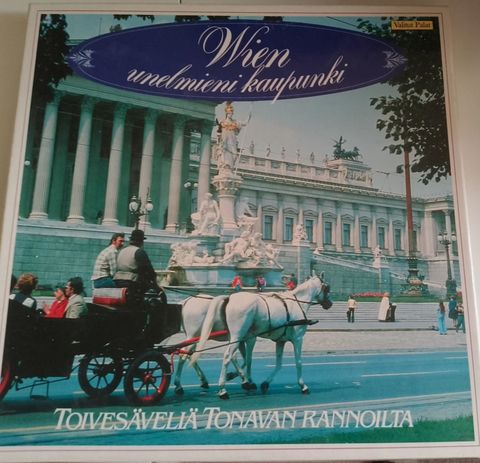 Valitut Palat
Wien
unelmieni kaupunki
TOIVESÄVELIÄ TONAVAN RANNOILTA